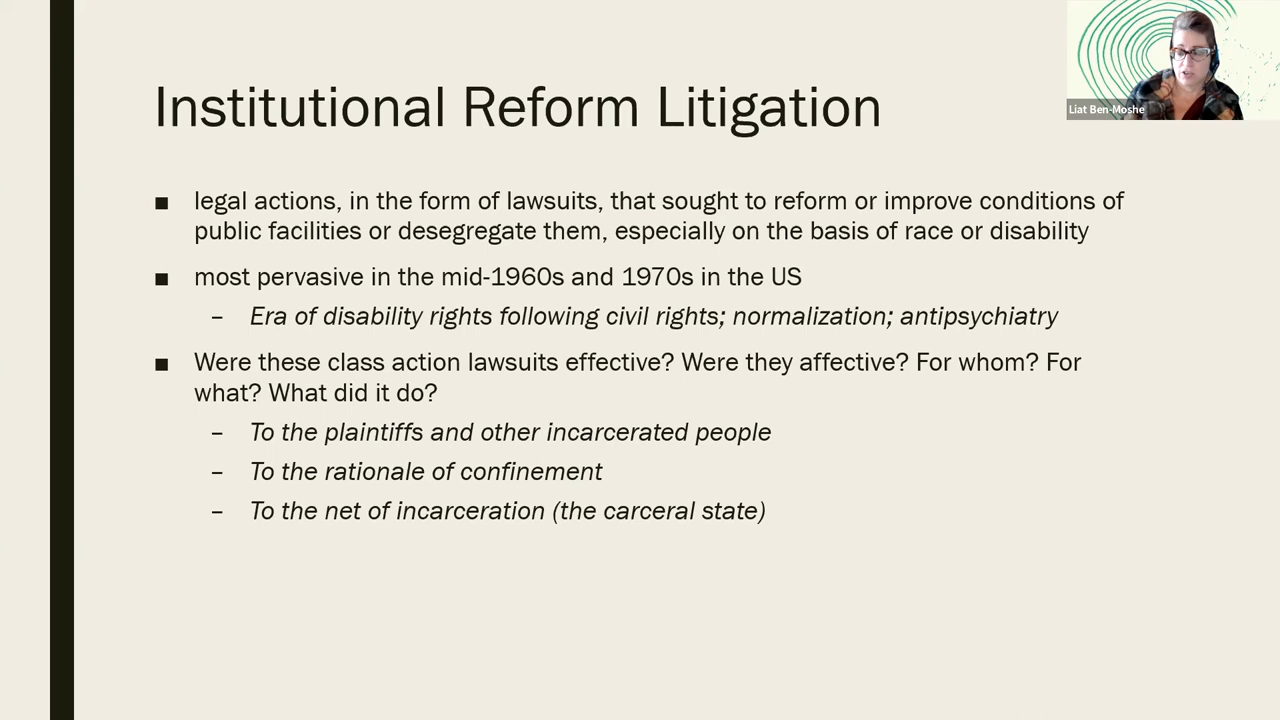 Liat Ben-Moshe
Institutional Reform Litigation
■ legal actions, in the form of lawsuits, that sought to reform or improve conditions of
public facilities or desegregate them, especially on the basis of race or disability
■ most pervasive in the mid-1960s and 1970s in the US
– Era of disability rights following civil rights; normalization; antipsychiatry
■ Were these class action lawsuits effective? Were they affective? For whom? For
what? What did it do?
– To the plaintiffs and other incarcerated people
– To the rationale of confinement
– To the net of incarceration (the carceral state)